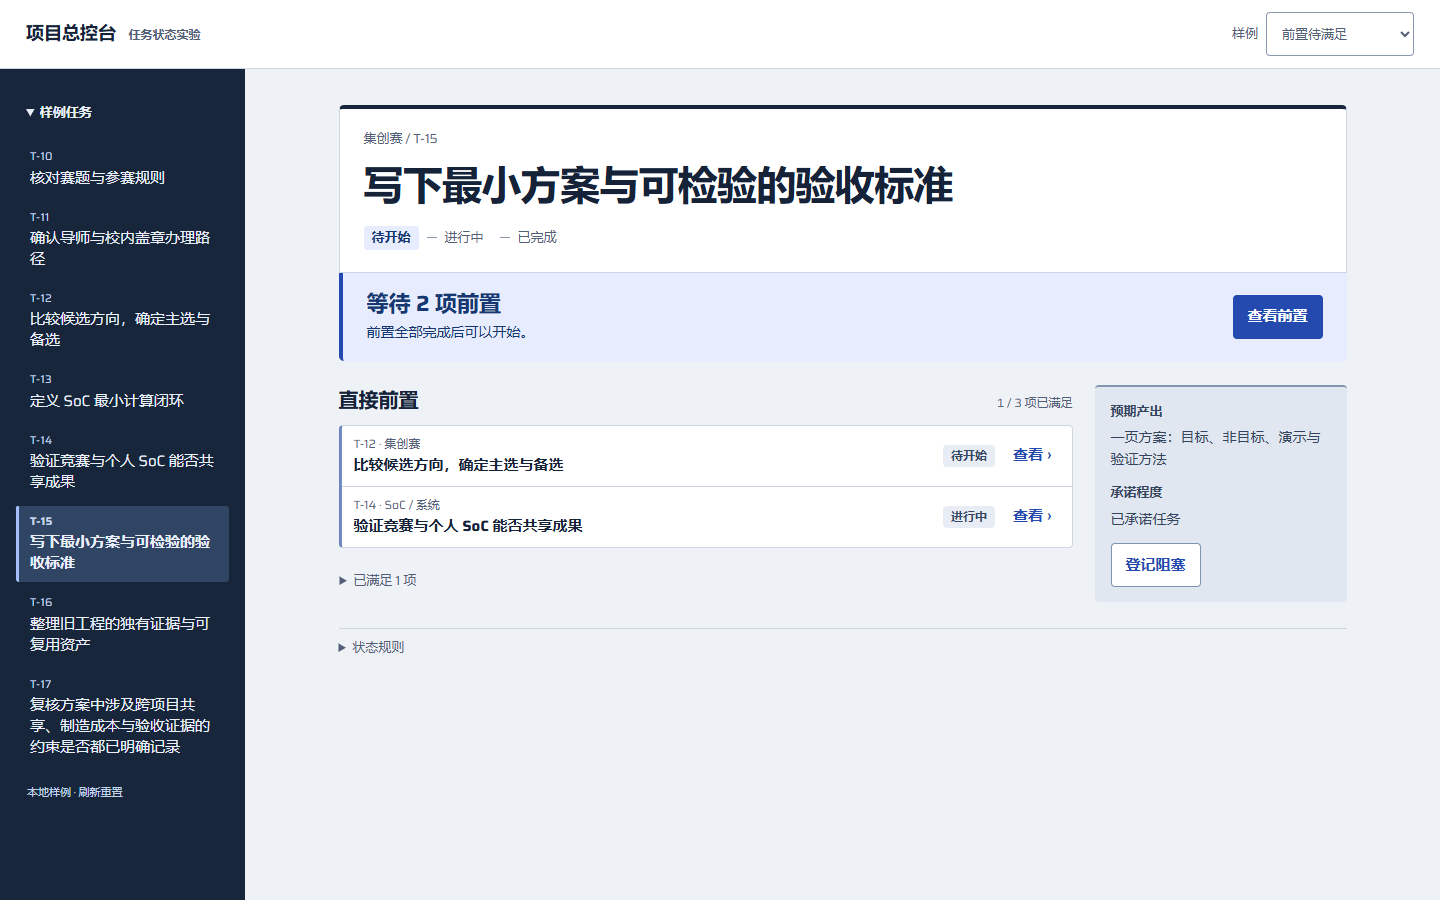 项目总控台 任务状态实验
样例 前置待满足
▼ 样例任务
T-10
核对赛题与参赛规则
T-11
确认导师与校内盖章办理路
径
T-12
比较候选方向，确定主选与
备选
T-13
定义 SoC 最小计算闭环
T-14
验证竞赛与个人 SoC 能否共
享成果
T-15
写下最小方案与可检验的验
收标准
T-16
整理旧工程的独有证据与可
复用资产
T-17
复核方案中涉及跨项目共
享、制造成本与验收证据的
约束是否都已明确记录
本地样例 · 刷新重置
集创赛 / T-15
写下最小方案与可检验的验收标准
待开始 — 进行中 — 已完成
等待 2 项前置
前置全部完成后可以开始。
查看前置
直接前置
1 / 3 项已满足
T-12 · 集创赛
比较候选方向，确定主选与备选
待开始 查看 ›
T-14 · SoC / 系统
验证竞赛与个人 SoC 能否共享成果
进行中 查看 ›
▶ 已满足 1 项
预期产出
一页方案：目标、非目标、演示与
验证方法
承诺程度
已承诺任务
登记阻塞
▶ 状态规则